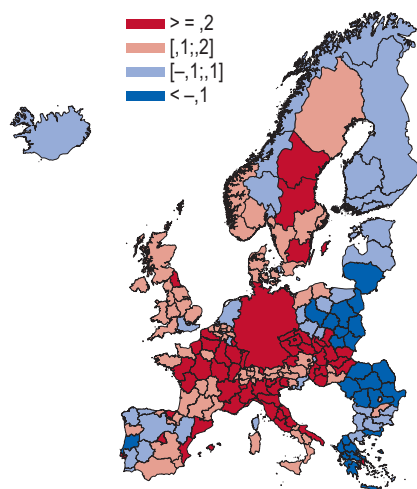 > = ,2
[,1;,2]
[–,1;,1]
< –,1